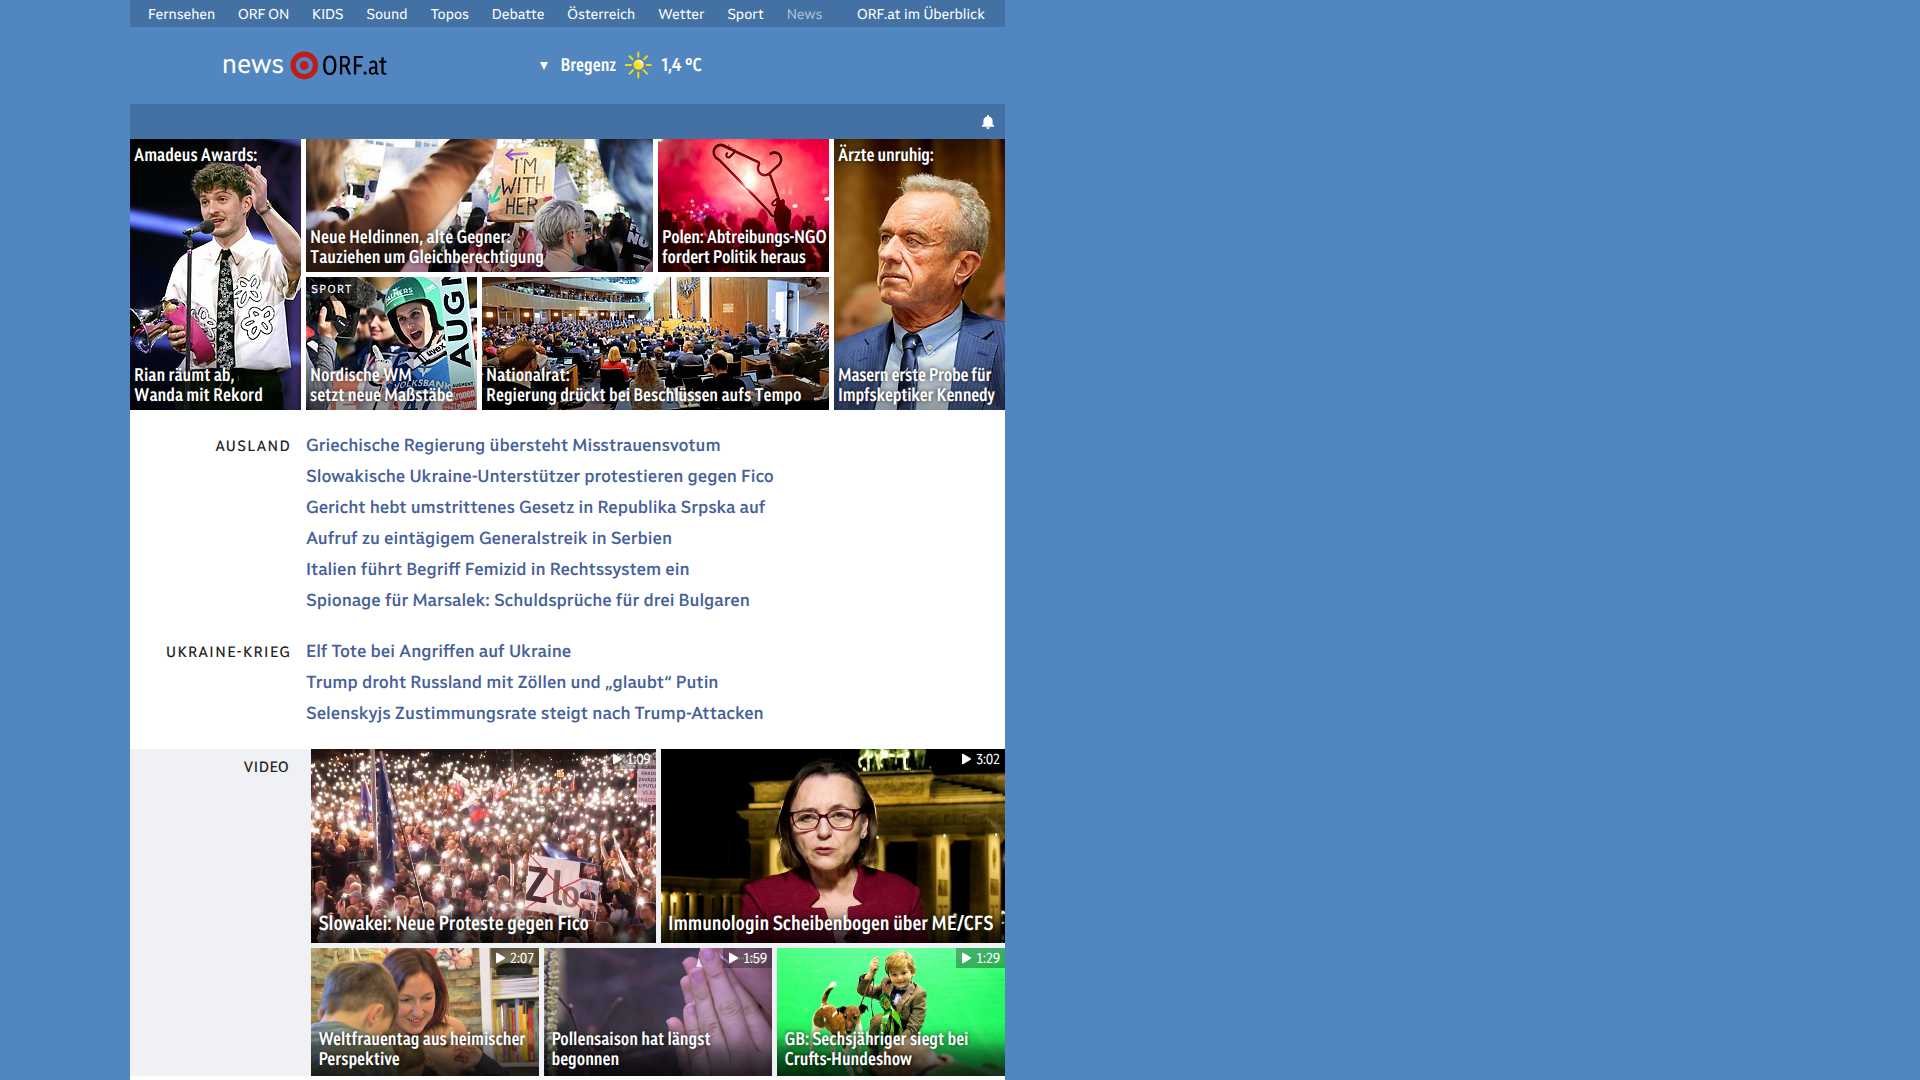 Fernsehen ORF ON KIDS Sound Topos Debatte Österreich Wetter Sport News ORF.at im Überblick
news ORF.at
Bregenz 1,4 °C
Amadeus Awards:
Rian räumt ab,
Wanda mit Rekord
I'M
WITH
HER
Neue Heldinnen, alte Gegner:
Tauziehen um Gleichberechtigung
Polen: Abtreibungs-NGO
fordert Politik heraus
Ärzte unruhig:
Masern erste Probe für
Impfskeptiker Kennedy
SPORT
Nordische WM
setzt neue Maßstäbe
Nationalrat:
Regierung drückt bei Beschlüssen aufs Tempo
AUSLAND
Griechische Regierung übersteht Misstrauensvotum
Slowakische Ukraine-Unterstützer protestieren gegen Fico
Gericht hebt umstrittenes Gesetz in Republika Srpska auf
Aufruf zu eintägigem Generalstreik in Serbien
Italien führt Begriff Femizid in Rechtssystem ein
Spionage für Marsalek: Schuldsprüche für drei Bulgaren
UKRAINE-KRIEG
Elf Tote bei Angriffen auf Ukraine
Trump droht Russland mit Zöllen und „glaubt“ Putin
Selenskyjs Zustimmungsrate steigt nach Trump-Attacken
VIDEO
1:09
Zlo
Slowakei: Neue Proteste gegen Fico
3:02
Immunologin Scheibenbogen über ME/CFS
2:07
Weltfrauentag aus heimischer
Perspektive
1:59
Pollensaison hat längst
begonnen
1:29
GB: Sechsjähriger siegt bei
Crufts-Hundeshow